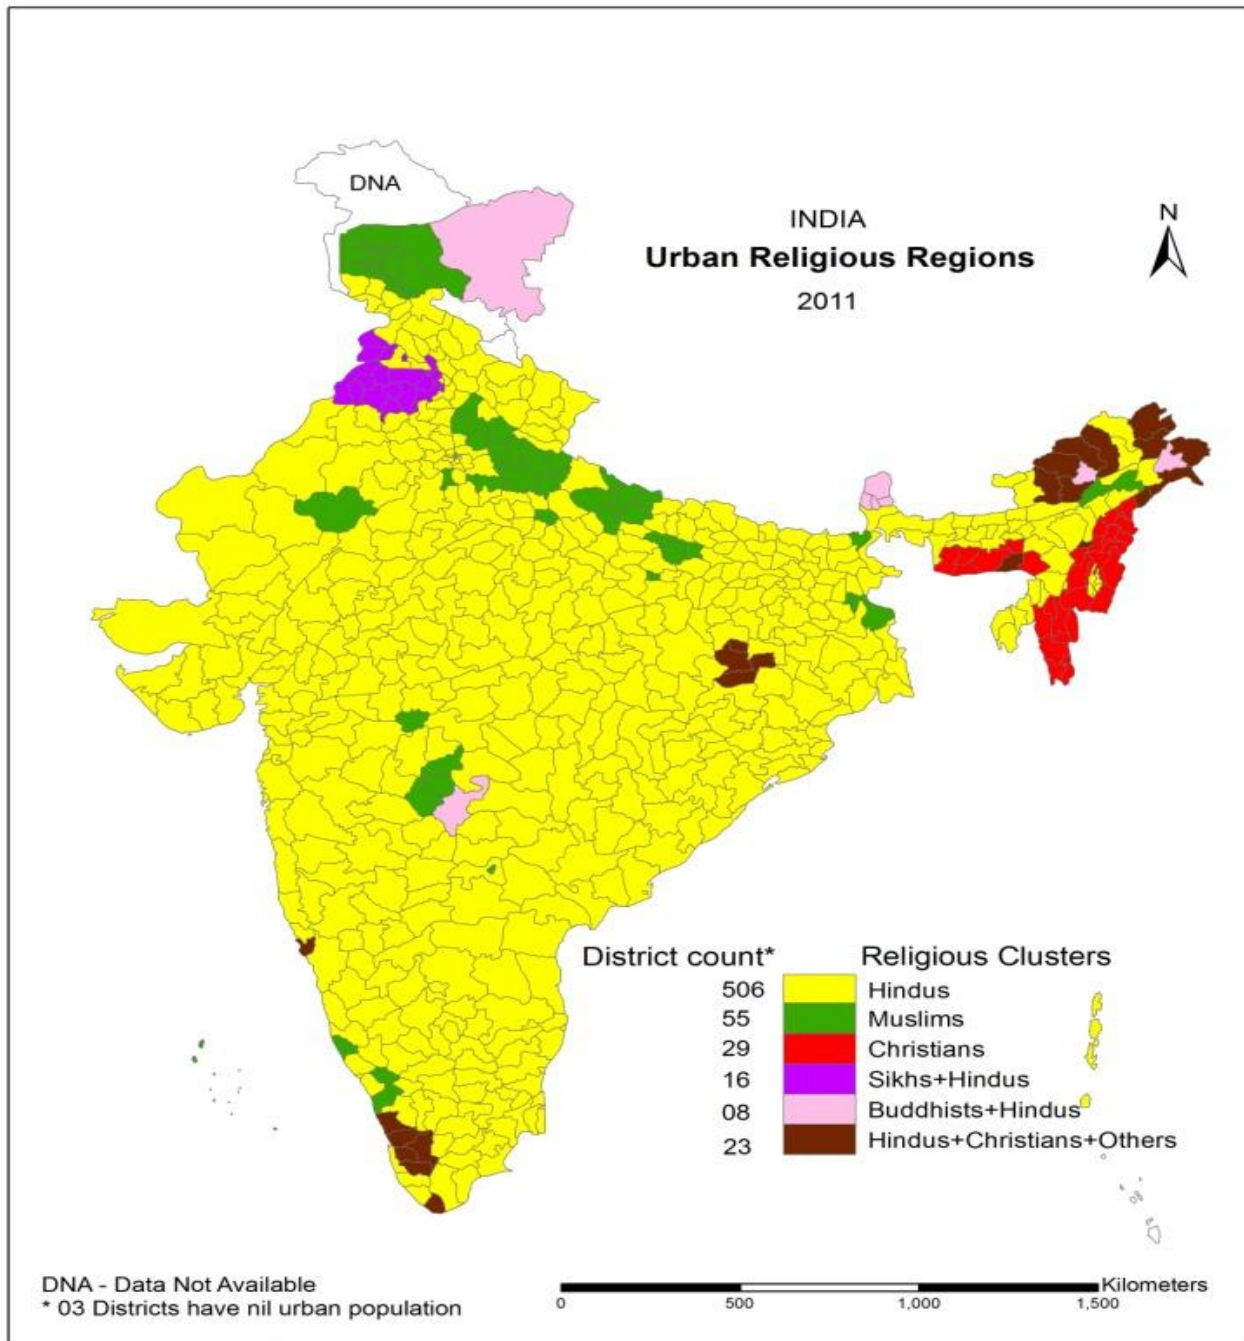 DNA
INDIA
Urban Religious Regions
2011
N
District count* Religious Clusters
506 Hindus
55 Muslims
29 Christians
16 Sikhs+Hindus
08 Buddhists+Hindus
23 Hindus+Christians+Others
DNA - Data Not Available
* 03 Districts have nil urban population
Kilometers
0 500 1,000 1,500